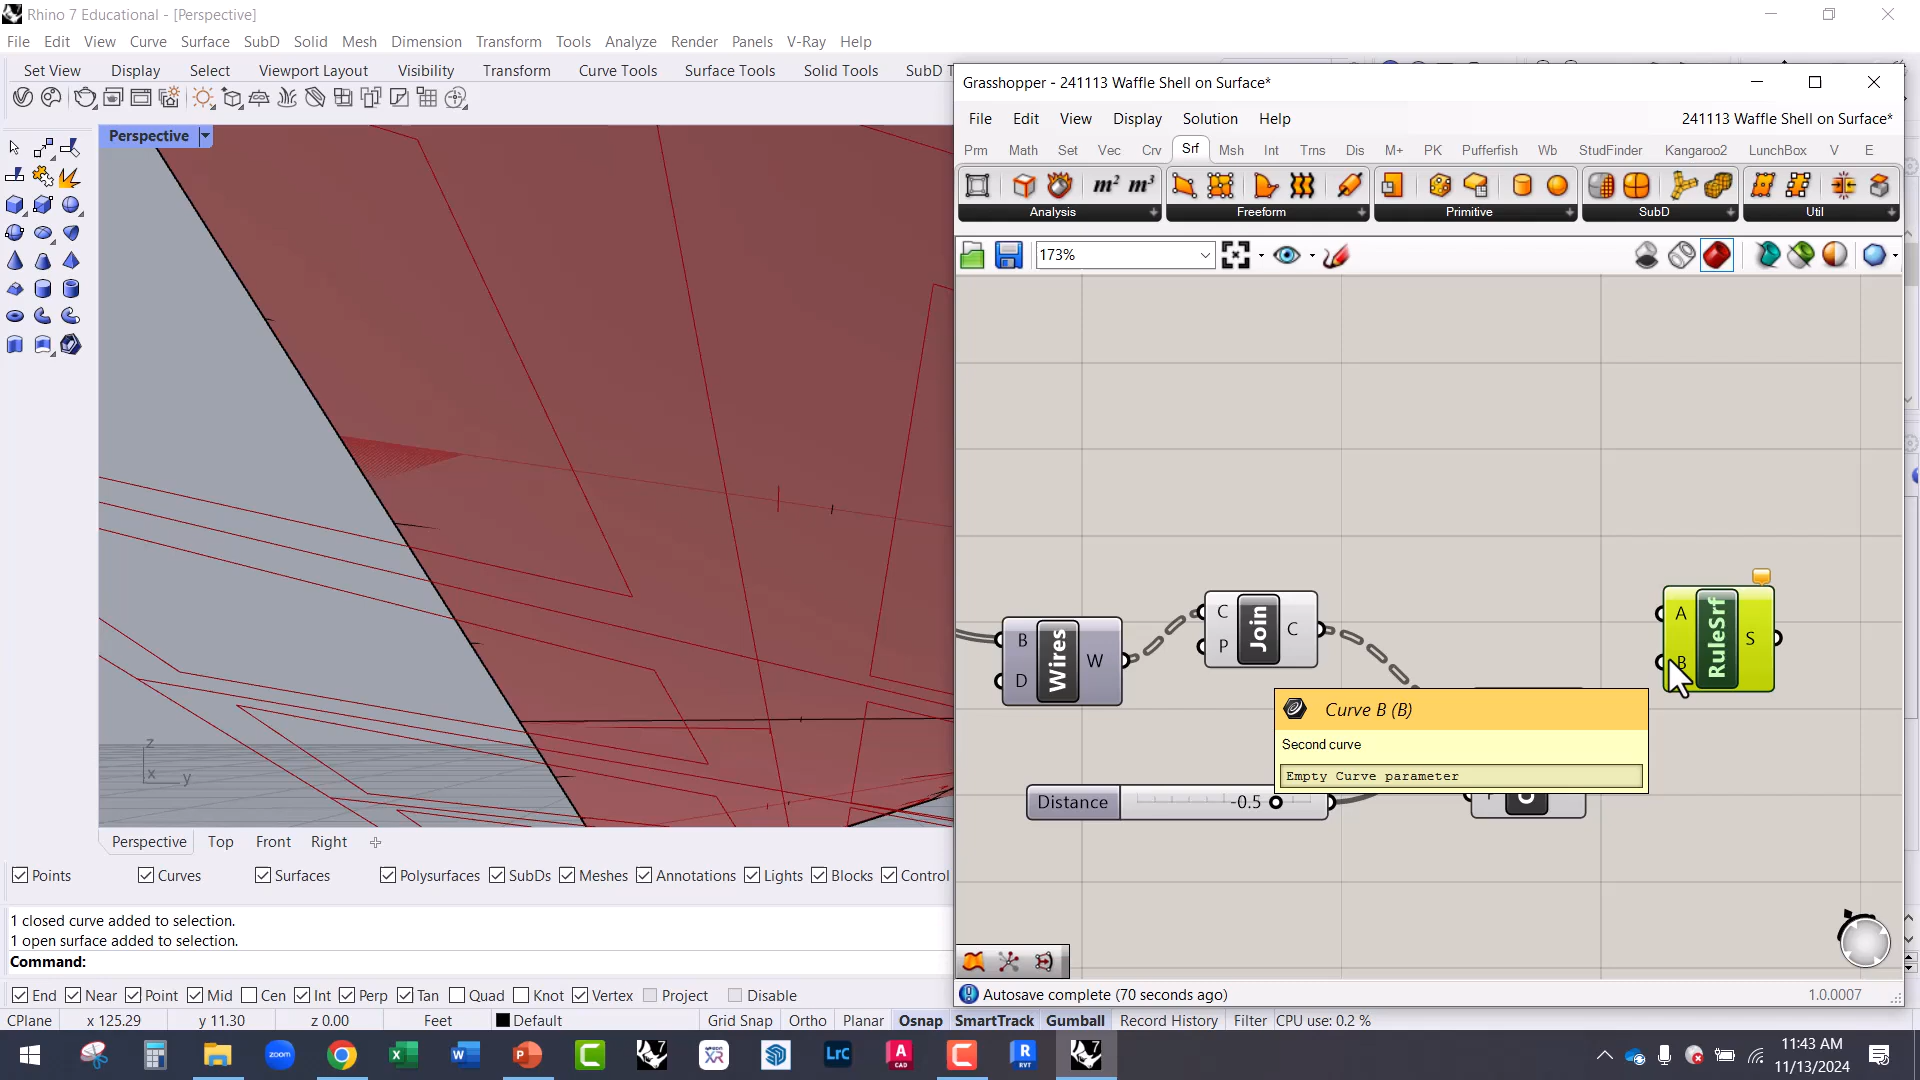 Rhino 7 Educational - [Perspective]
File Edit View Curve Surface SubD Solid Mesh Dimension Transform Tools Analyze Render Panels V-Ray Help
Set View Display Select Viewport Layout Visibility Transform Curve Tools Surface Tools Solid Tools SubD T
Perspective
z
x
y
Perspective Top Front Right
Points Curves Surfaces Polysurfaces SubDs Meshes Annotations Lights Blocks Control
1 closed curve added to selection.
1 open surface added to selection.
Command:
End Near Point Mid Cen Int Perp Tan Quad Knot Vertex Project Disable
CPlane x 125.29 y 11.30 z 0.00 Feet Default Grid Snap Ortho Planar Osnap SmartTrack Gumball Record History Filter CPU use: 0.2 %
Grasshopper - 241113 Waffle Shell on Surface*
File Edit View Display Solution Help 241113 Waffle Shell on Surface*
Prm Math Set Vec Crv Srf Msh Int Trns Dis M+ PK Pufferfish Wb StudFinder Kangaroo2 LunchBox V E
m² m³
Analysis Freeform Primitive SubD Util
173%
B D Wires W
C P Join C
A B RuleSrf S
Curve B (B)
Second curve
Empty Curve parameter
Distance -0.5
Autosave complete (70 seconds ago) 1.0.0007
zoom
XR
LrC
A
CAD
R
RVT
7
11:43 AM
11/13/2024